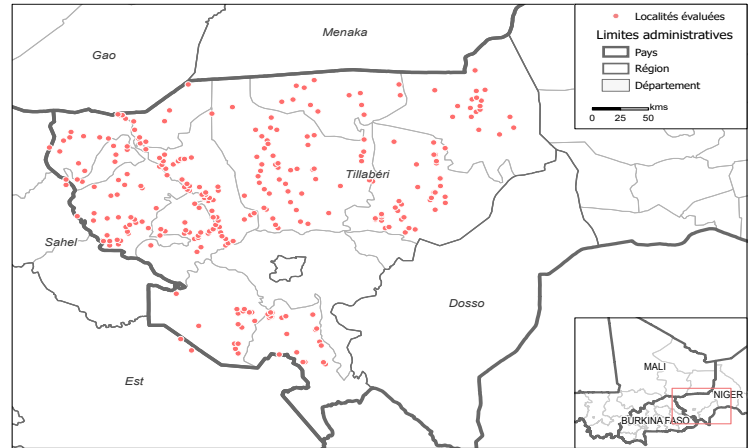 Menaka
Gao
Localités évaluées
Limites administratives
Pays
Région
Département
kms
0 25 50
Tillabéri
Sahel
Dosso
Est
MALI
NIGER
BURKINA FASO